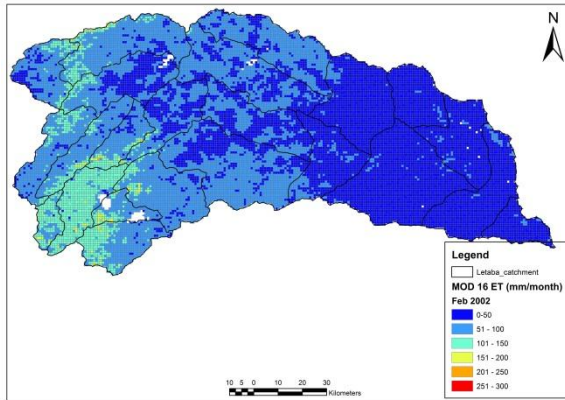 N
Legend
Letaba_catchment
MOD 16 ET (mm/month)
Feb 2002
0-50
51 - 100
101 - 150
151 - 200
201 - 250
251 - 300
10 5 0 10 20 30
Kilometers